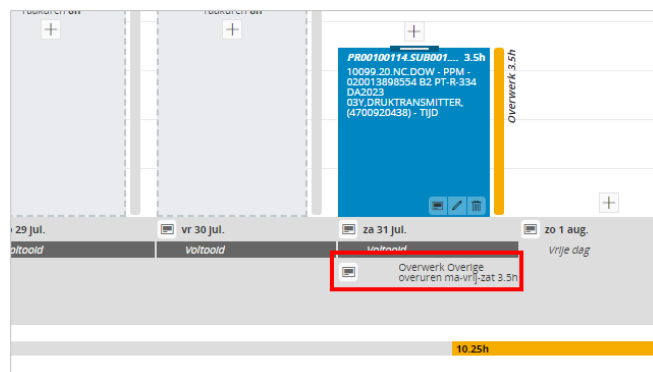 PR00100114.SUB001.... 3.5h
10099.20.NC.DOW - PPM -
020013898554 B2 PT-R-334
DA2023
03Y,DRUKTRANSMITTER,
(4700920438) - TIJD
Overwerk 3.5h
29 jul.
vr 30 jul.
za 31 jul.
zo 1 aug.
Voltooid
Voltooid
Voltooid
Vrije dag
Overwerk Overige
overuren ma-vrij-zat 3.5h
10.25h